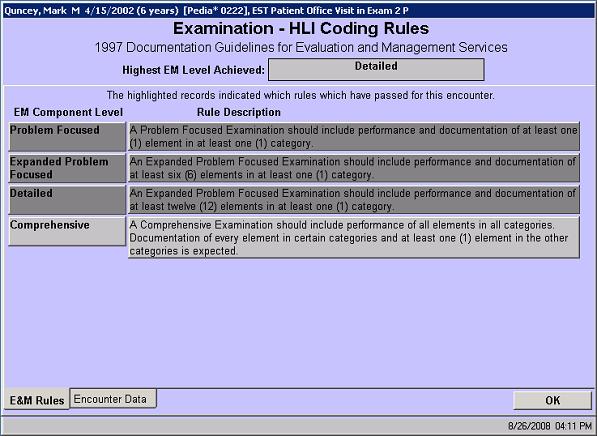 Quncey, Mark  M  4/15/2002 (6 years)  [Pedia* 0222], EST Patient Office Visit in Exam 2 P
Examination - HLI Coding Rules
1997 Documentation Guidelines for Evaluation and Management Services
Highest EM Level Achieved: Detailed
The highlighted records indicated which rules which have passed for this encounter.
EM Component Level Rule Description
Problem Focused A Problem Focused Examination should include performance and documentation of at least one
(1) element in at least one (1) category.
Expanded Problem An Expanded Problem Focused Examination should include performance and documentation of
Focused at least six (6) elements in at least one (1) category.
Detailed An Expanded Problem Focused Examination should include performance and documentation of
at least twelve (12) elements in at least one (1) category.
Comprehensive A Comprehensive Examination should include performance of all elements in all categories.
Documentation of every element in certain categories and at least one (1) element in the other
categories is expected.
E&M Rules Encounter Data OK
8/26/2008 04:11 PM